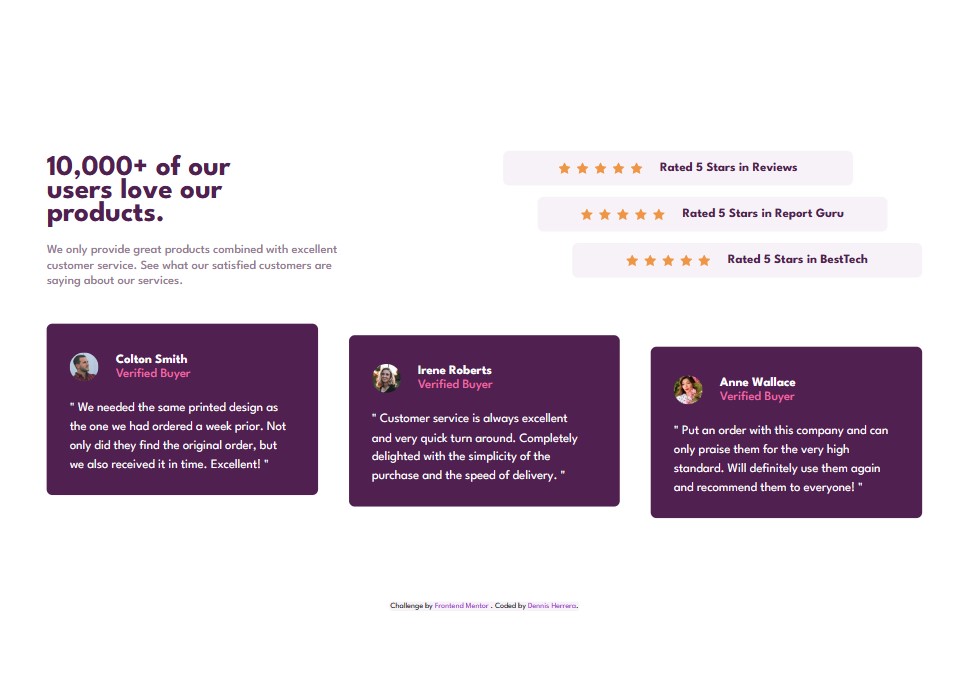 10,000+ of our
users love our
products.
We only provide great products combined with excellent
customer service. See what our satisfied customers are
saying about our services.
Rated 5 Stars in Reviews
Rated 5 Stars in Report Guru
Rated 5 Stars in BestTech
Colton Smith
Verified Buyer
" We needed the same printed design as
the one we had ordered a week prior. Not
only did they find the original order, but
we also received it in time. Excellent! "
Irene Roberts
Verified Buyer
" Customer service is always excellent
and very quick turn around. Completely
delighted with the simplicity of the
purchase and the speed of delivery. "
Anne Wallace
Verified Buyer
" Put an order with this company and can
only praise them for the very high
standard. Will definitely use them again
and recommend them to everyone! "
Challenge by Frontend Mentor . Coded by Dennis Herrera.